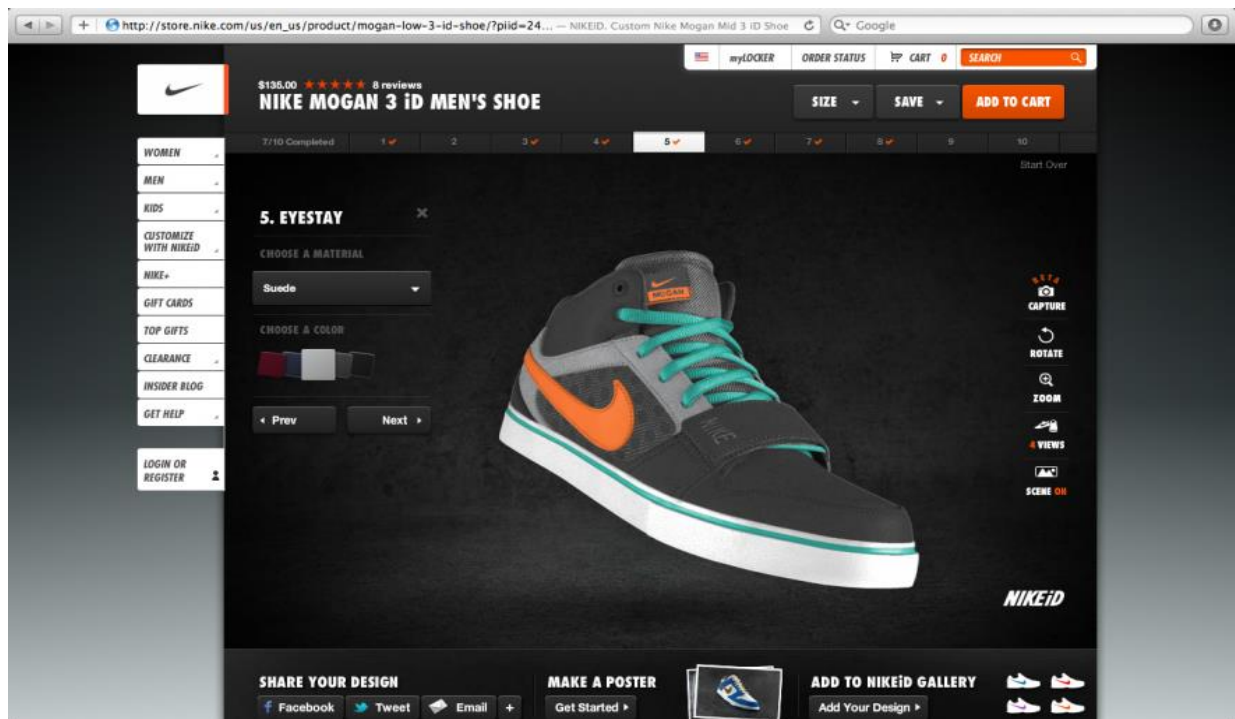 http://store.nike.com/us/en_us/product/mogan-low-3-id-shoe/?piid=24... — NIKEiD. Custom Nike Mogan Mid 3 iD Shoe
Google
myLOCKER
ORDER STATUS
CART 0
SEARCH
$135.00 8 reviews
NIKE MOGAN 3 iD MEN'S SHOE
SIZE
SAVE
ADD TO CART
7/10 Completed 1 2 3 4 5 6 7 8 9 10
Start Over
WOMEN
MEN
KIDS
CUSTOMIZE
WITH NIKEiD
NIKE+
GIFT CARDS
TOP GIFTS
CLEARANCE
INSIDER BLOG
GET HELP
LOGIN OR
REGISTER
5. EYESTAY
CHOOSE A MATERIAL
Suede
CHOOSE A COLOR
Prev
Next
MOGAN
NIKE
BETA
CAPTURE
ROTATE
ZOOM
4 VIEWS
SCENE ON
NIKEiD
SHARE YOUR DESIGN
Facebook
Tweet
Email
+
MAKE A POSTER
Get Started
ADD TO NIKEiD GALLERY
Add Your Design